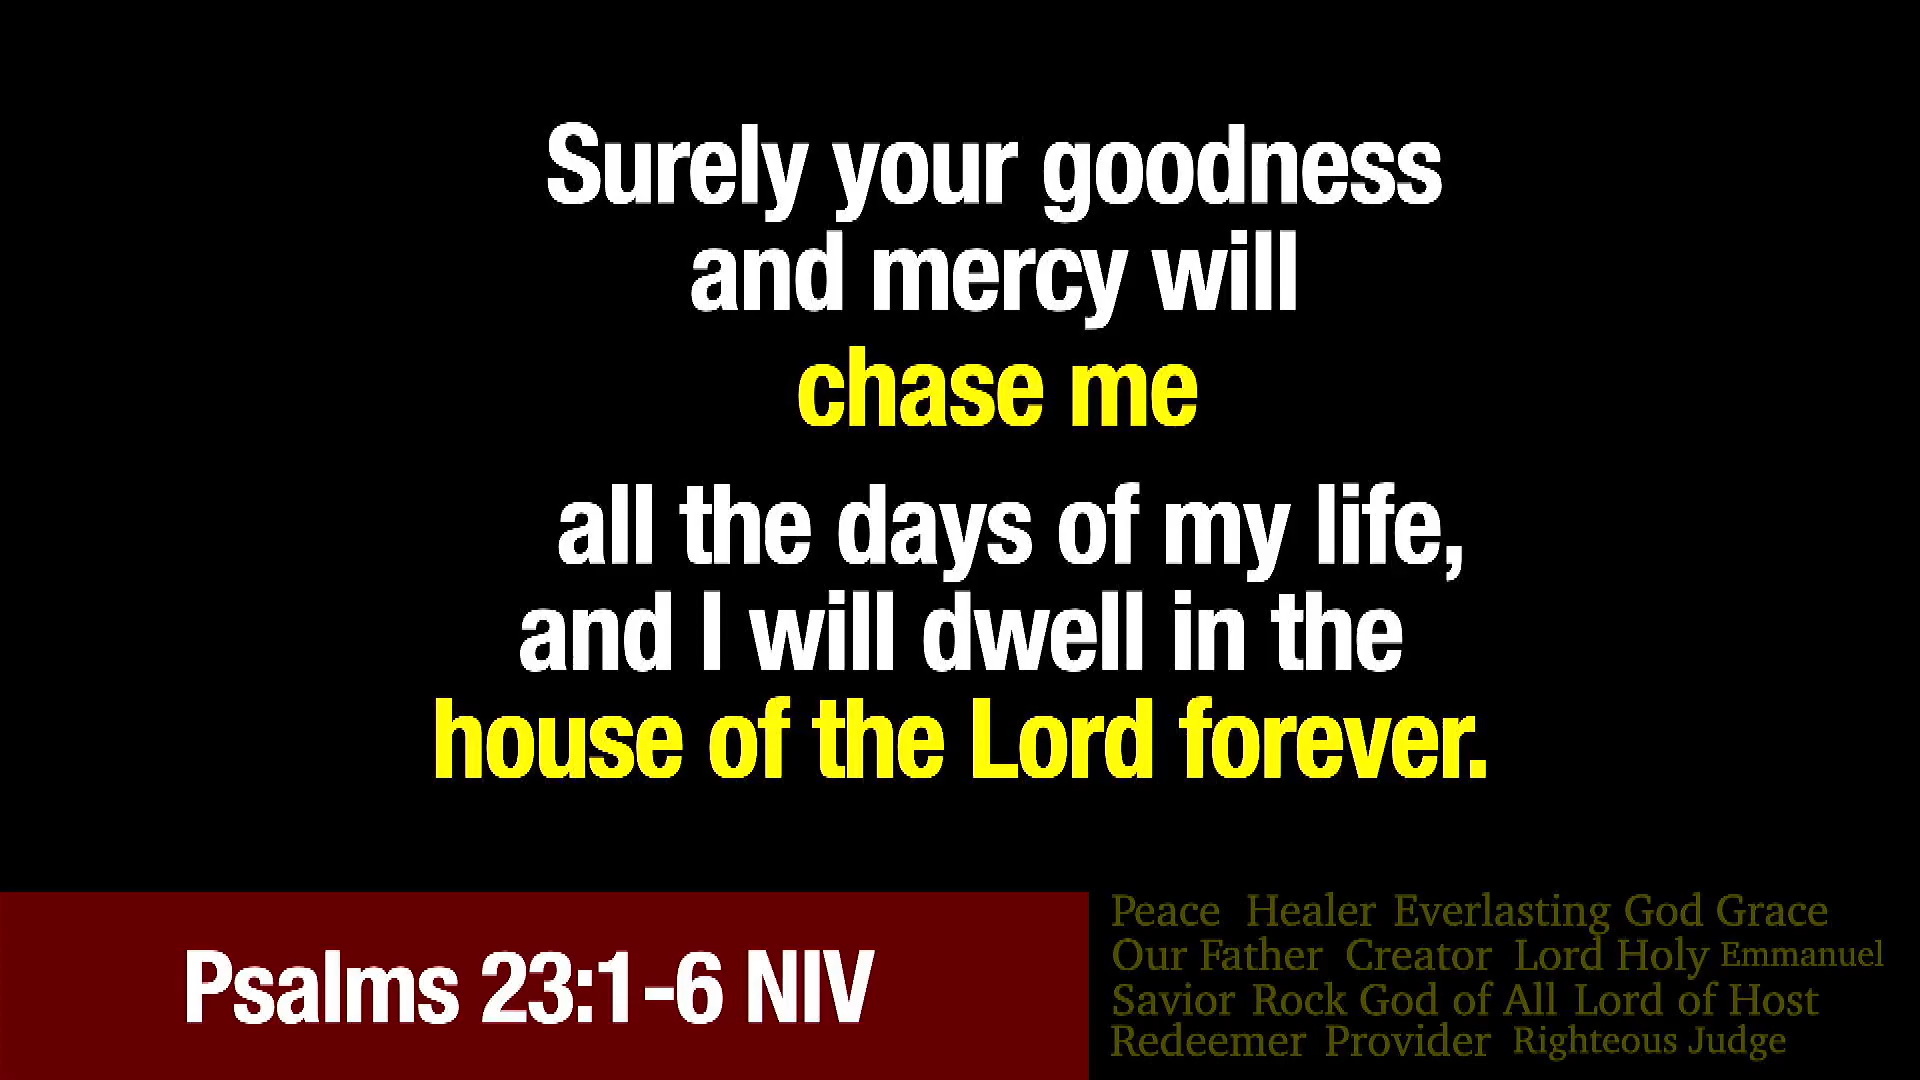 Surely your goodness
and mercy will
chase me
all the days of my life,
and I will dwell in the
house of the Lord forever.
Psalms 23:1-6 NIV
Peace Healer Everlasting God Grace
Our Father Creator Lord Holy Emmanuel
Savior Rock God of All Lord of Host
Redeemer Provider Righteous Judge